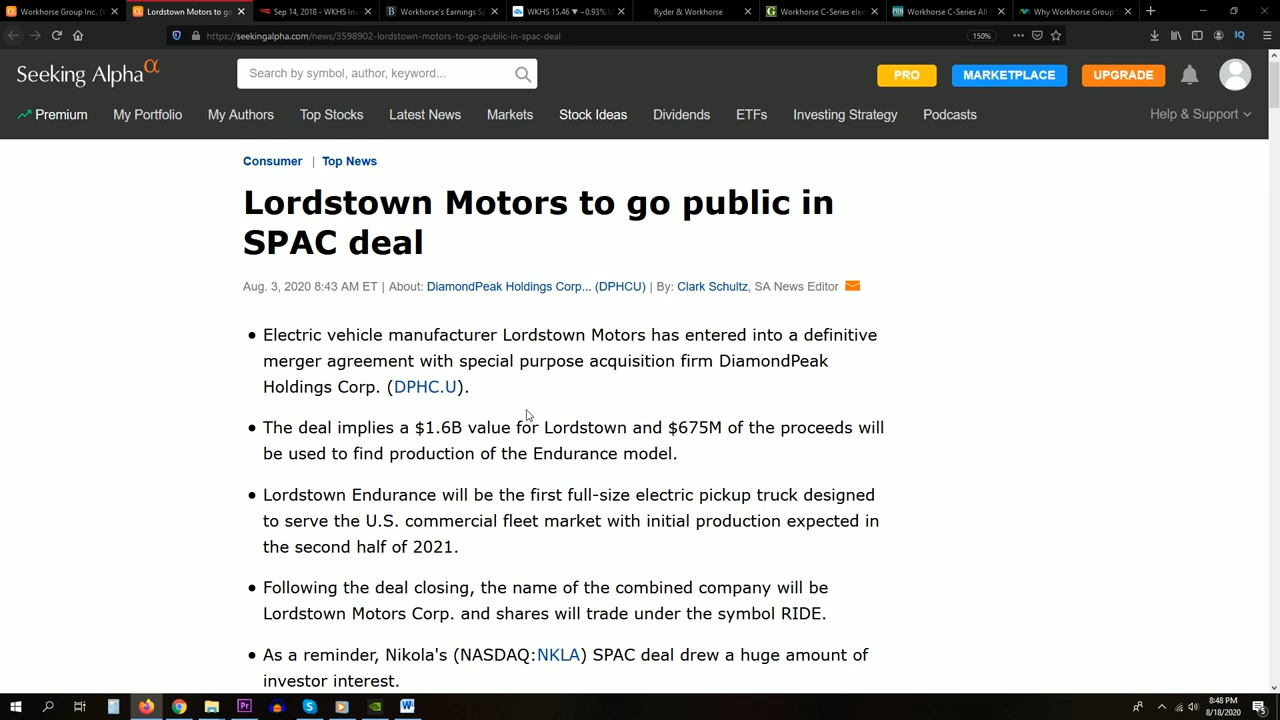 Workhorse Group Inc. (
Lordstown Motors to go
Sep 14, 2018 - WKHS Inv
Workhorse's Earnings Sp
WKHS 15.46 ▼ −0.93% U
Ryder & Workhorse
Workhorse C-Series elec
Workhorse C-Series All-
Why Workhorse Group S
https://seekingalpha.com/news/3598902-lordstown-motors-to-go-public-in-spac-deal
150%
IQ
Seeking Alpha α
Search by symbol, author, keyword...
PRO
MARKETPLACE
UPGRADE
Premium
My Portfolio
My Authors
Top Stocks
Latest News
Markets
Stock Ideas
Dividends
ETFs
Investing Strategy
Podcasts
Help & Support
Consumer | Top News
Lordstown Motors to go public in
SPAC deal
Aug. 3, 2020 8:43 AM ET | About: DiamondPeak Holdings Corp... (DPHCU) | By: Clark Schultz, SA News Editor
• Electric vehicle manufacturer Lordstown Motors has entered into a definitive
merger agreement with special purpose acquisition firm DiamondPeak
Holdings Corp. (DPHC.U).
• The deal implies a $1.6B value for Lordstown and $675M of the proceeds will
be used to find production of the Endurance model.
• Lordstown Endurance will be the first full-size electric pickup truck designed
to serve the U.S. commercial fleet market with initial production expected in
the second half of 2021.
• Following the deal closing, the name of the combined company will be
Lordstown Motors Corp. and shares will trade under the symbol RIDE.
• As a reminder, Nikola's (NASDAQ:NKLA) SPAC deal drew a huge amount of
investor interest.
8:48 PM
8/18/2020